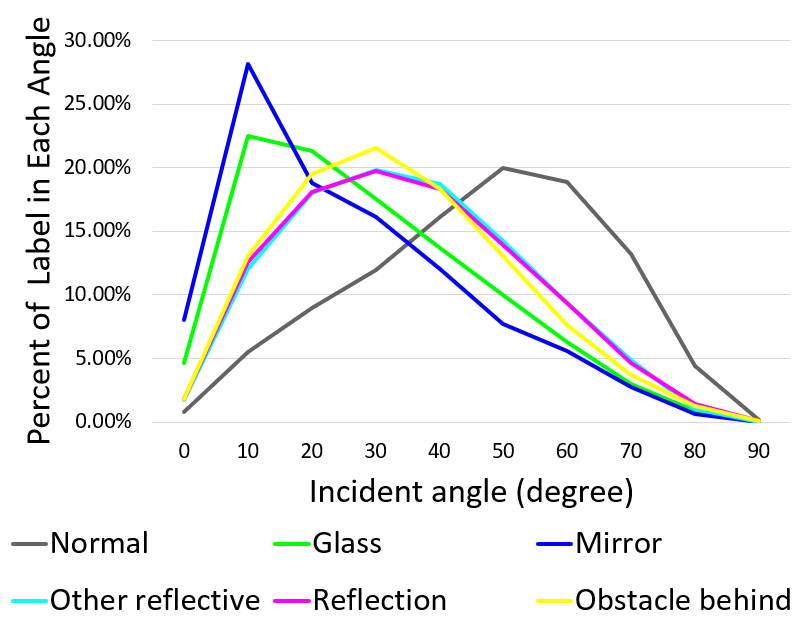 Percent of Label in Each Angle
30.00%
25.00%
20.00%
15.00%
10.00%
5.00%
0.00%
0 10 20 30 40 50 60 70 80 90
Incident angle (degree)
Normal Glass Mirror
Other reflective Reflection Obstacle behind